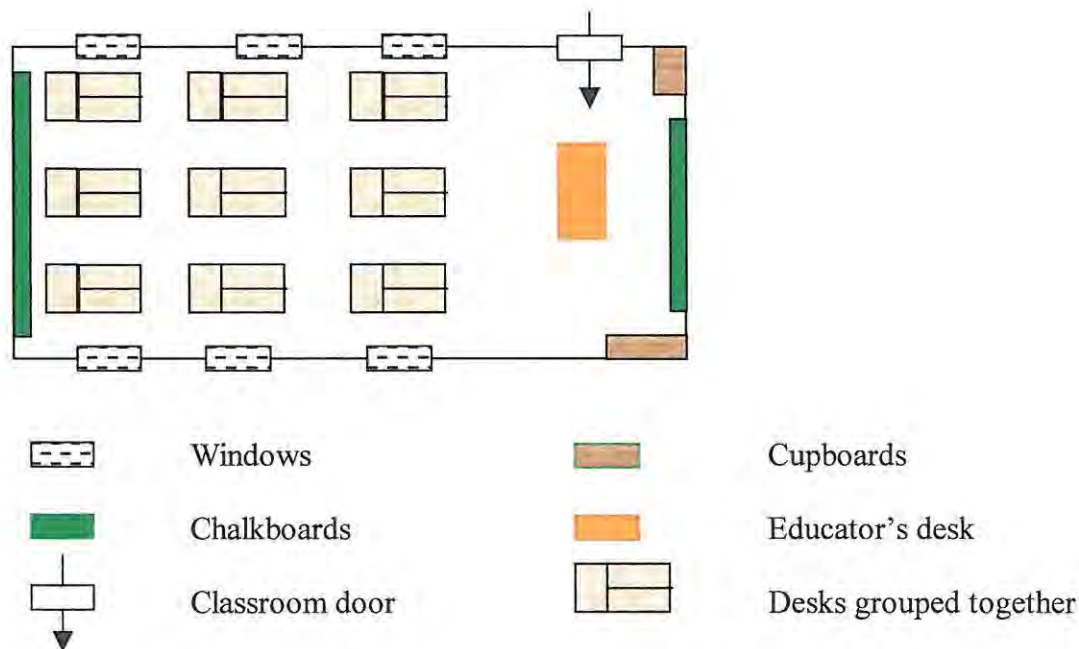 Windows
Cupboards
Chalkboards
Educator’s desk
Classroom door
Desks grouped together